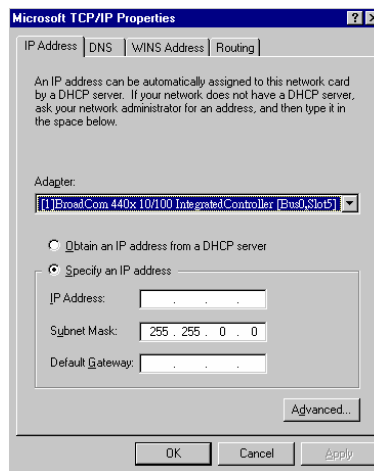 Microsoft TCP/IP Properties
IP Address DNS WINS Address Routing
An IP address can be automatically assigned to this network card
by a DHCP server. If your network does not have a DHCP server,
ask your network administrator for an address, and then type it in
the space below.
Adapter:
[1]BroadCom 440x 10/100 IntegratedController [Bus0,Slot5]
Obtain an IP address from a DHCP server
Specify an IP address
IP Address: . . .
Subnet Mask: 255 . 255 . 0 . 0
Default Gateway: . . .
Advanced...
OK Cancel Apply